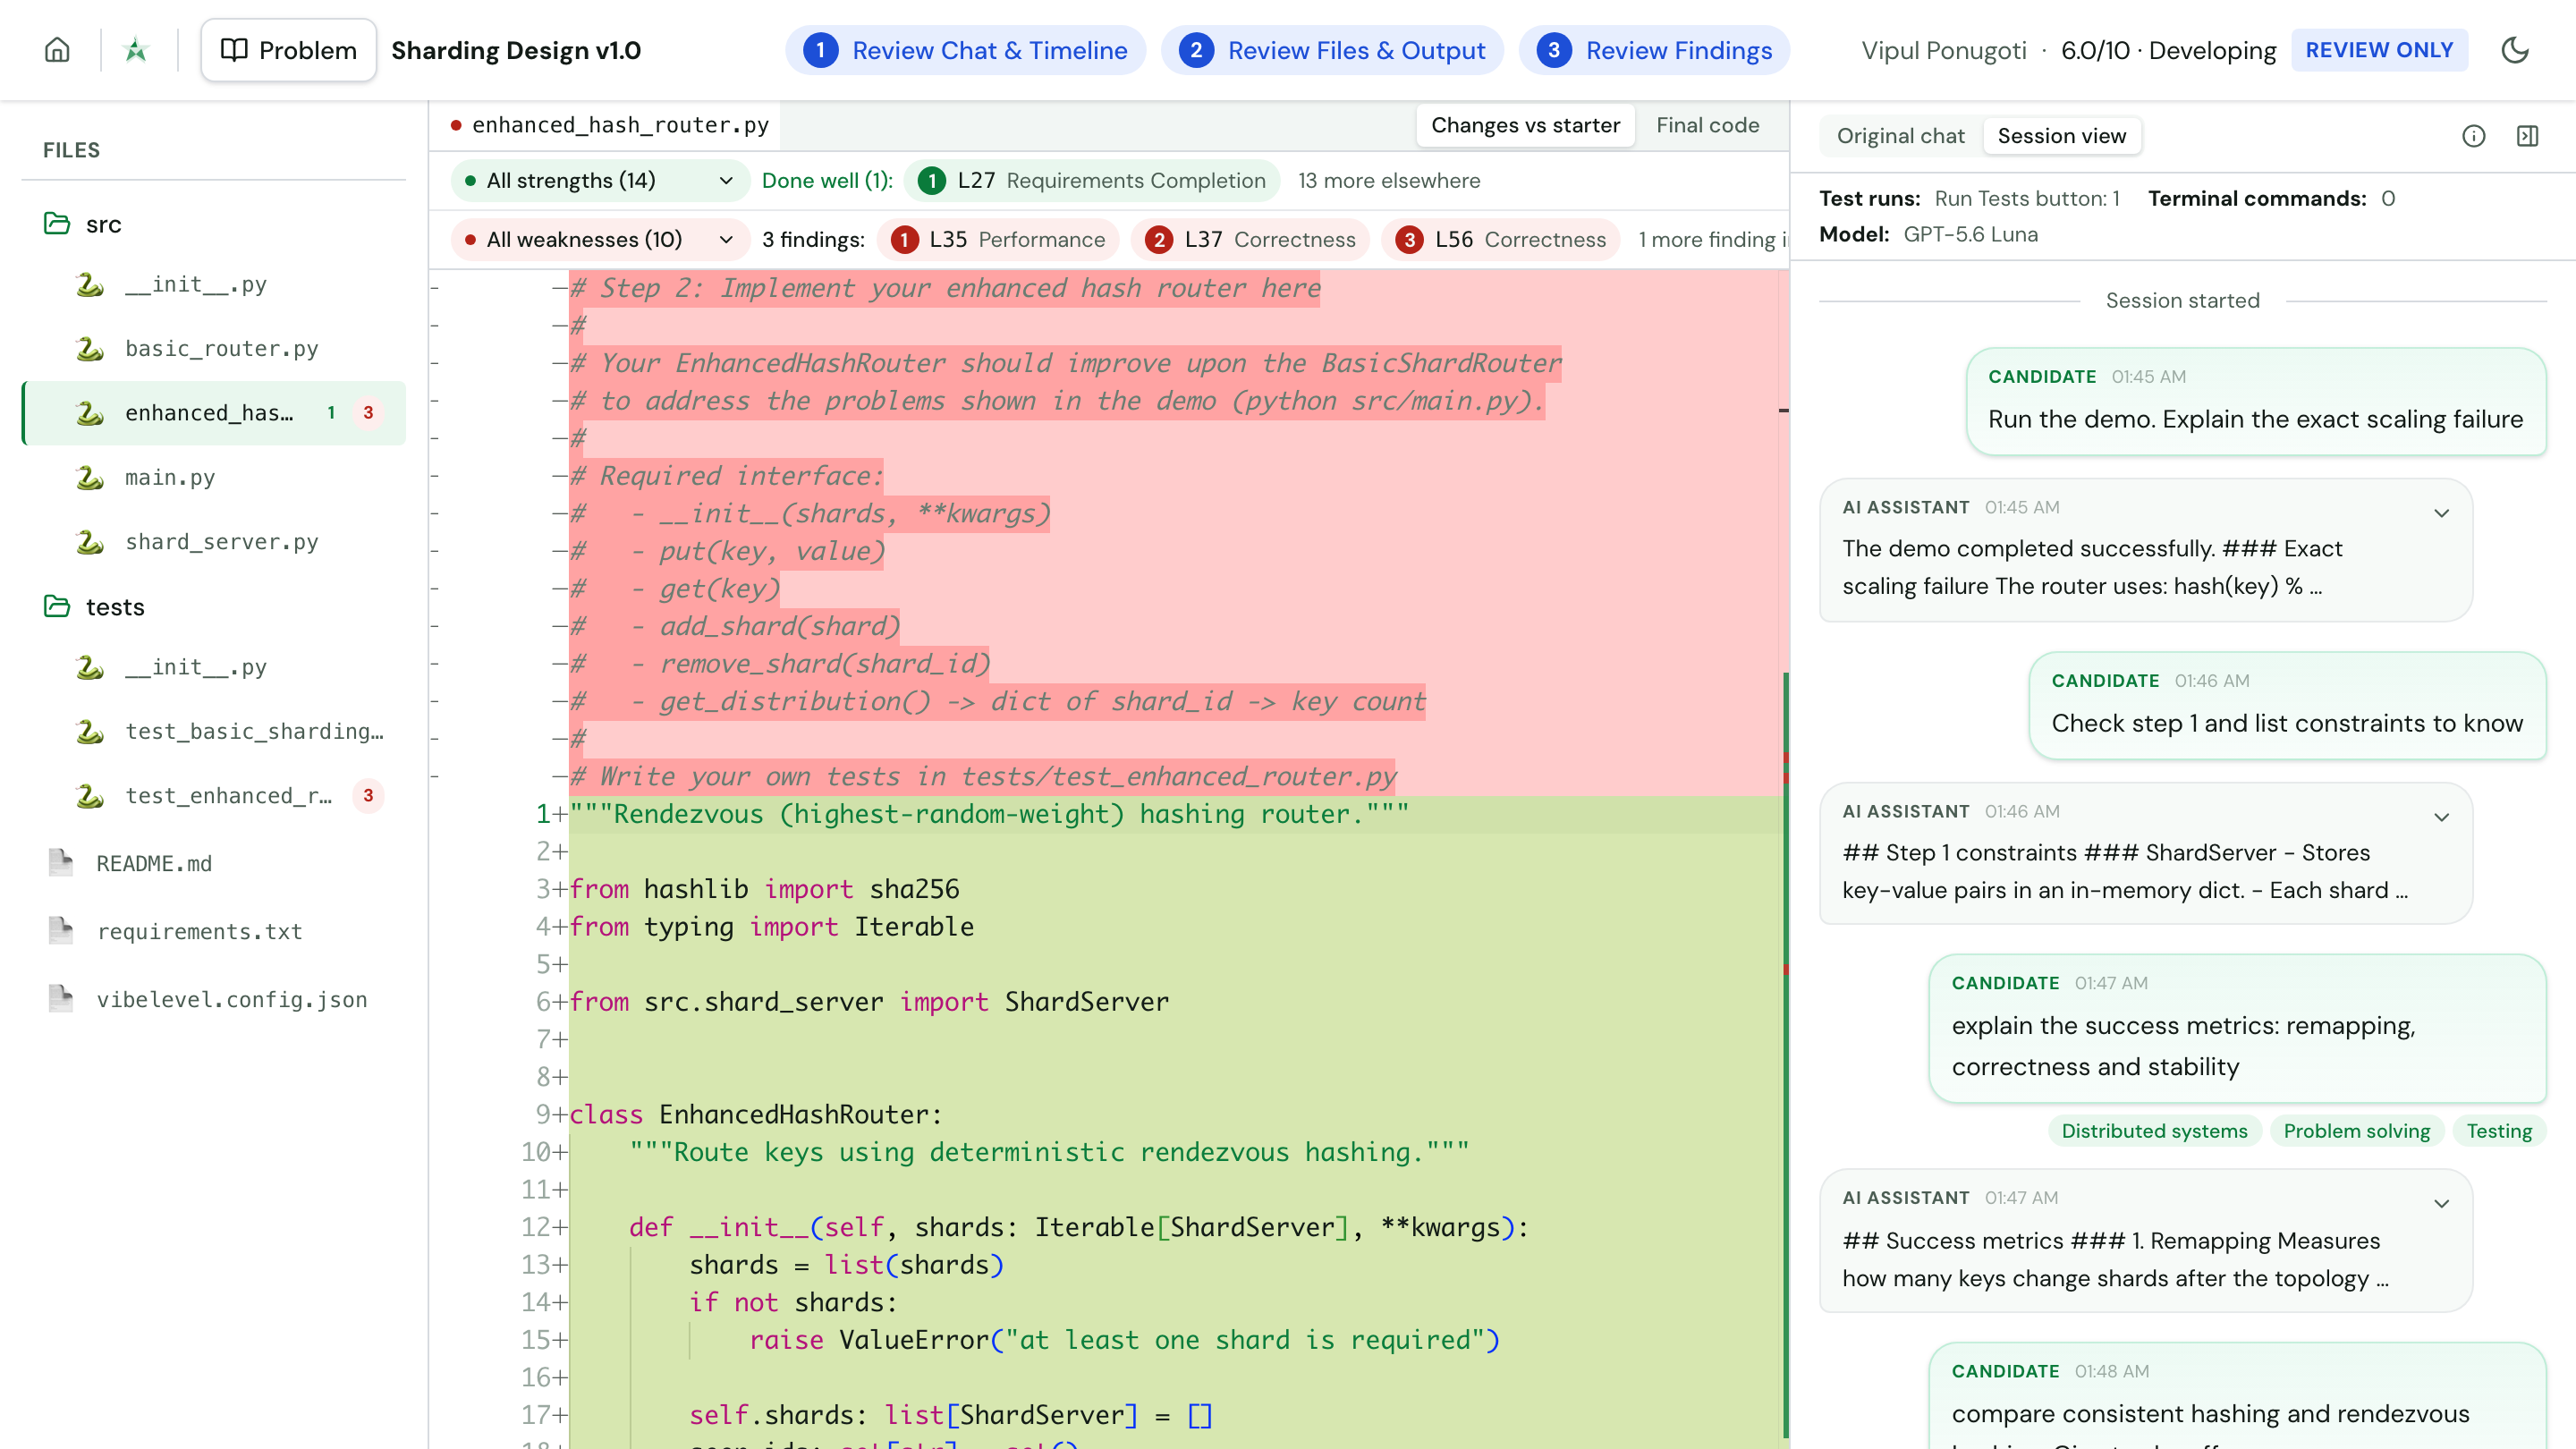 Problem
Sharding Design v1.0
1 Review Chat & Timeline
2 Review Files & Output
3 Review Findings
Vipul Ponugoti · 6.0/10 · Developing
REVIEW ONLY
FILES
src
__init__.py
basic_router.py
enhanced_has… 1 3
main.py
shard_server.py
tests
__init__.py
test_basic_sharding…
test_enhanced_r… 3
README.md
requirements.txt
vibelevel.config.json
enhanced_hash_router.py
Changes vs starter
Final code
All strengths (14)
Done well (1): 1 L27 Requirements Completion 13 more elsewhere
All weaknesses (10)
3 findings: 1 L35 Performance 2 L37 Correctness 3 L56 Correctness 1 more finding
-# Step 2: Implement your enhanced hash router here
-#
-# Your EnhancedHashRouter should improve upon the BasicShardRouter
-# to address the problems shown in the demo (python src/main.py).
-#
-# Required interface:
-#   - __init__(shards, **kwargs)
-#   - put(key, value)
-#   - get(key)
-#   - add_shard(shard)
-#   - remove_shard(shard_id)
-#   - get_distribution() -> dict of shard_id -> key count
-#
-# Write your own tests in tests/test_enhanced_router.py
1+"""Rendezvous (highest-random-weight) hashing router."""
2+
3+from hashlib import sha256
4+from typing import Iterable
5+
6+from src.shard_server import ShardServer
7+
8+
9+class EnhancedHashRouter:
10+    """Route keys using deterministic rendezvous hashing."""
11+
12+    def __init__(self, shards: Iterable[ShardServer], **kwargs):
13+        shards = list(shards)
14+        if not shards:
15+            raise ValueError("at least one shard is required")
16+
17+        self.shards: list[ShardServer] = []
Original chat
Session view
Test runs: Run Tests button: 1 Terminal commands: 0
Model: GPT-5.6 Luna
Session started
CANDIDATE 01:45 AM
Run the demo. Explain the exact scaling failure
AI ASSISTANT 01:45 AM
The demo completed successfully. ### Exact
scaling failure The router uses: hash(key) % ...
CANDIDATE 01:46 AM
Check step 1 and list constraints to know
AI ASSISTANT 01:46 AM
## Step 1 constraints ### ShardServer - Stores
key-value pairs in an in-memory dict. - Each shard ...
CANDIDATE 01:47 AM
explain the success metrics: remapping,
correctness and stability
Distributed systems
Problem solving
Testing
AI ASSISTANT 01:47 AM
## Success metrics ### 1. Remapping Measures
how many keys change shards after the topology ...
CANDIDATE 01:48 AM
compare consistent hashing and rendezvous